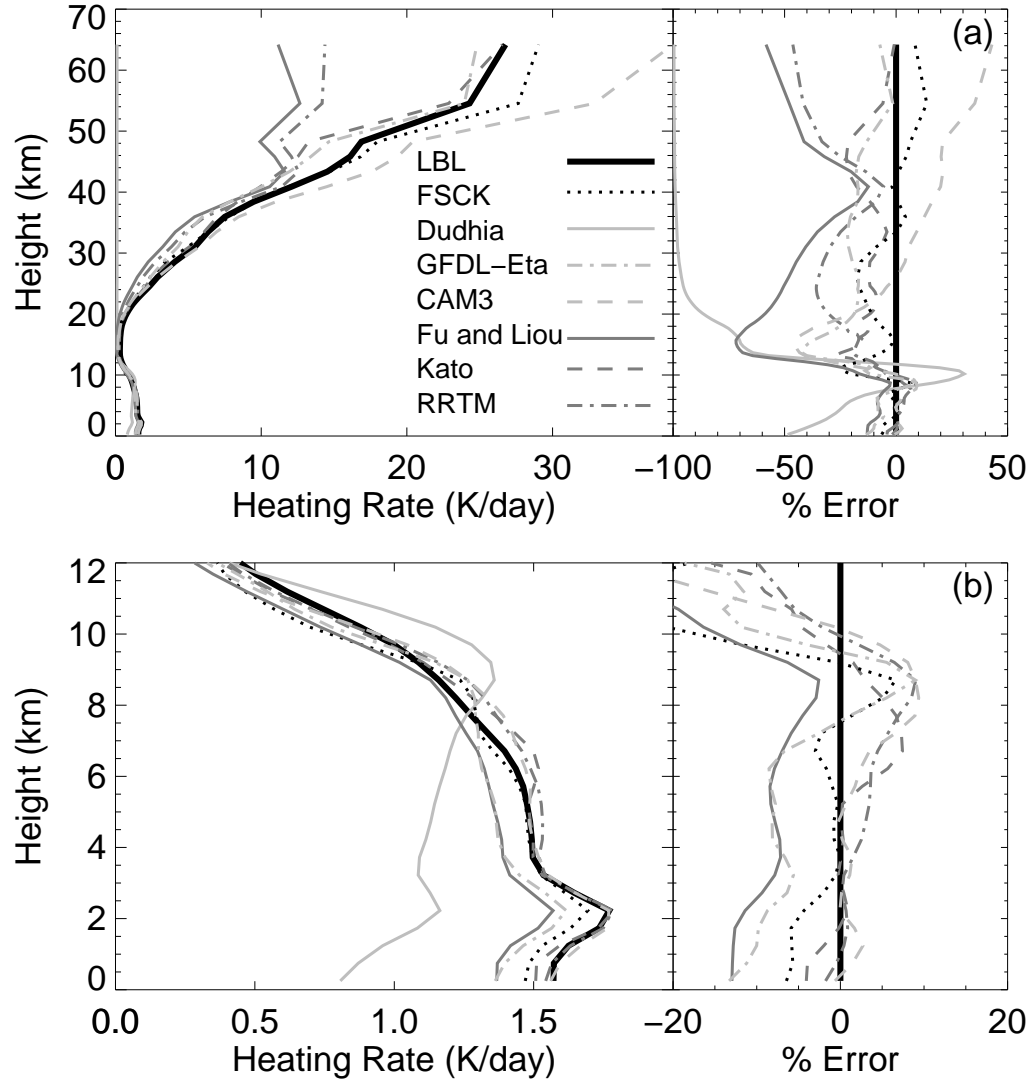 70
60
50
40
30
20
10
0
Height (km)
LBL
FSCK
Dudhia
GFDL−Eta
CAM3
Fu and Liou
Kato
RRTM
(a)
0 10 20 30 −100 −50 0 50
Heating Rate (K/day) % Error
12
10
8
6
4
2
0
Height (km)
(b)
0.0 0.5 1.0 1.5 −20 0 20
Heating Rate (K/day) % Error